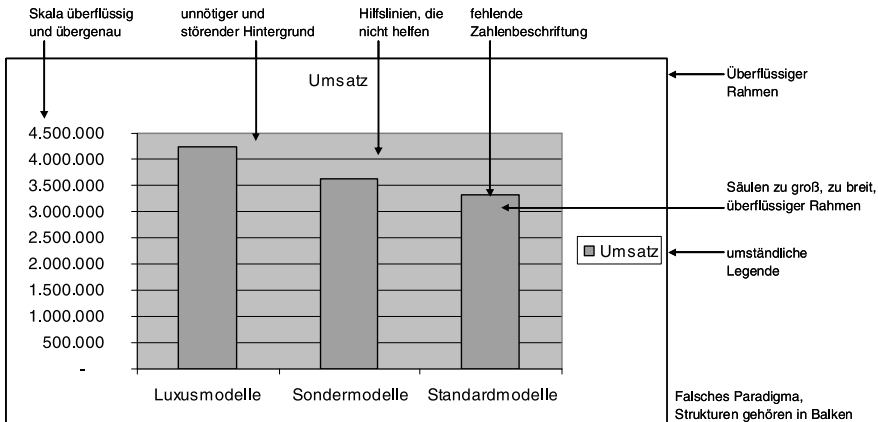 Skala überflüssig
und übergenau
unnötiger und
störender Hintergrund
Hilfslinien, die
nicht helfen
fehlende
Zahlenbeschriftung
Überflüssiger
Rahmen
Umsatz
4.500.000
4.000.000
3.500.000
3.000.000
2.500.000
2.000.000
1.500.000
1.000.000
500.000
-
Säulen zu groß, zu breit,
überflüssiger Rahmen
Umsatz
umständliche
Legende
Luxusmodelle
Sondermodelle
Standardmodelle
Falsches Paradigma,
Strukturen gehören in Balken